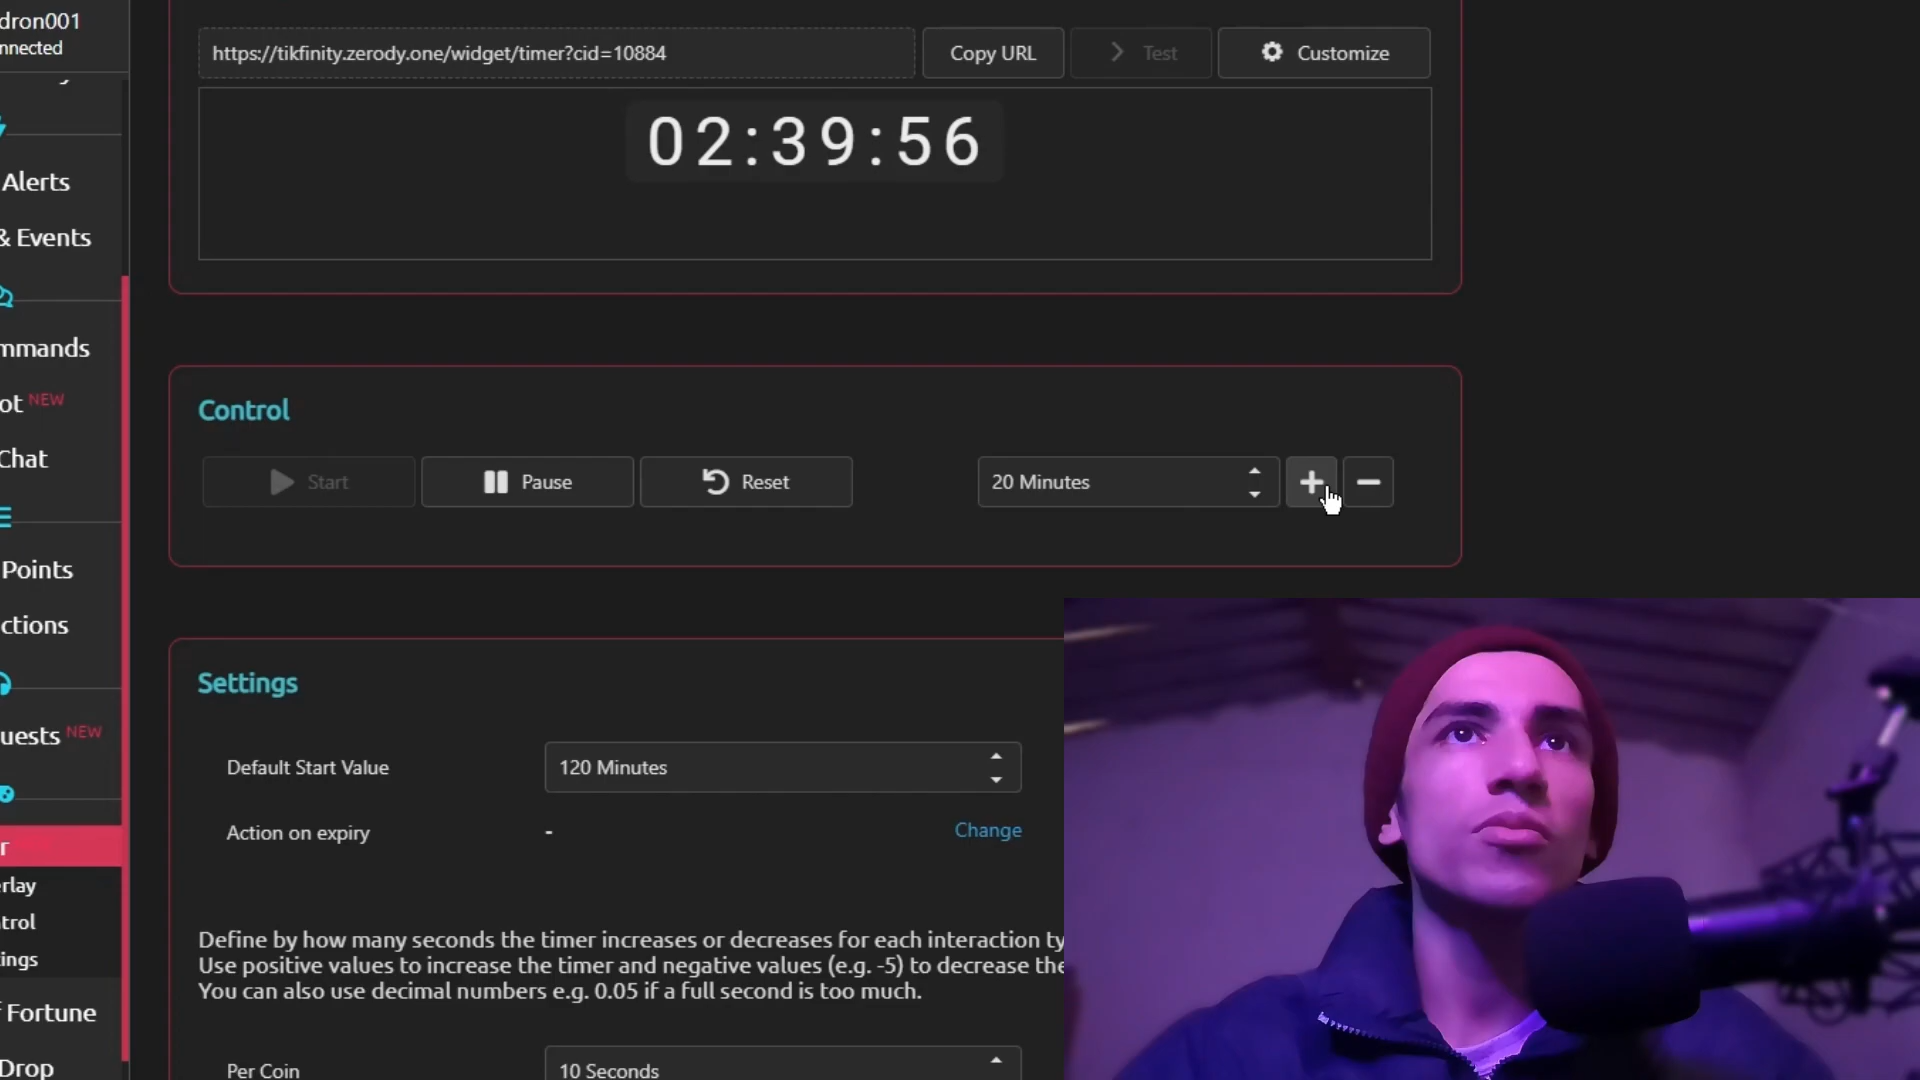 dron001
nnected
https://tikfinity.zerody.one/widget/timer?cid=10884
Copy URL
Test
Customize
02:39:56
Alerts
& Events
mmands
ot NEW
Chat
Points
ctions
uests NEW
r
rlay
trol
ings
Fortune
Drop
Control
Start
Pause
Reset
20 Minutes
Settings
Default Start Value
120 Minutes
Action on expiry
-
Change
Define by how many seconds the timer increases or decreases for each interaction ty
Use positive values to increase the timer and negative values (e.g. -5) to decrease the
You can also use decimal numbers e.g. 0.05 if a full second is too much.
Per Coin
10 Seconds